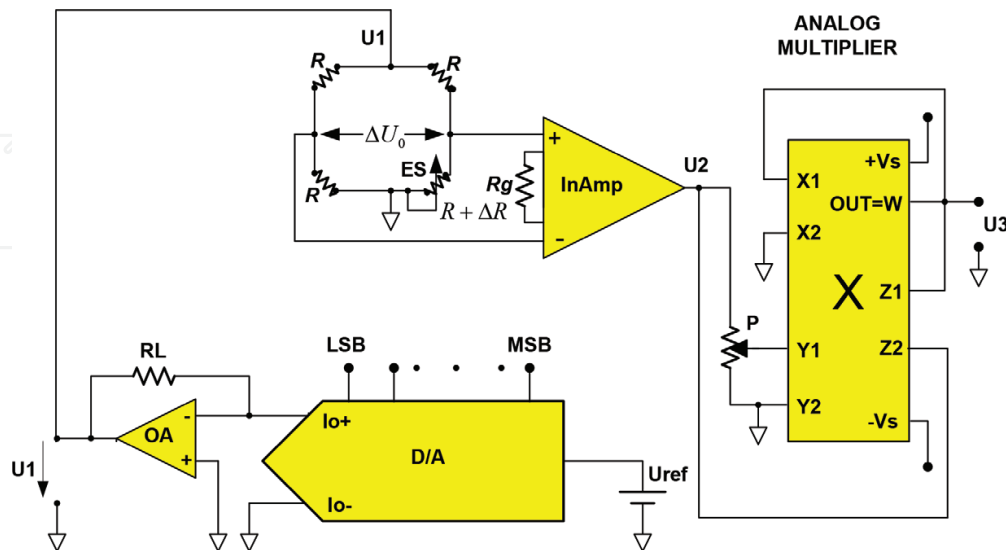 ANALOG
MULTIPLIER
U1
R
R
ΔU₀
R
ES
R + ΔR
Rg
+
InAmp
-
U2
P
X1
X2
+Vs
OUT=W
X
Z1
Y1
Z2
Y2
-Vs
U3
RL
LSB
MSB
-
OA
+
Io+
D/A
Io-
Uref
U1